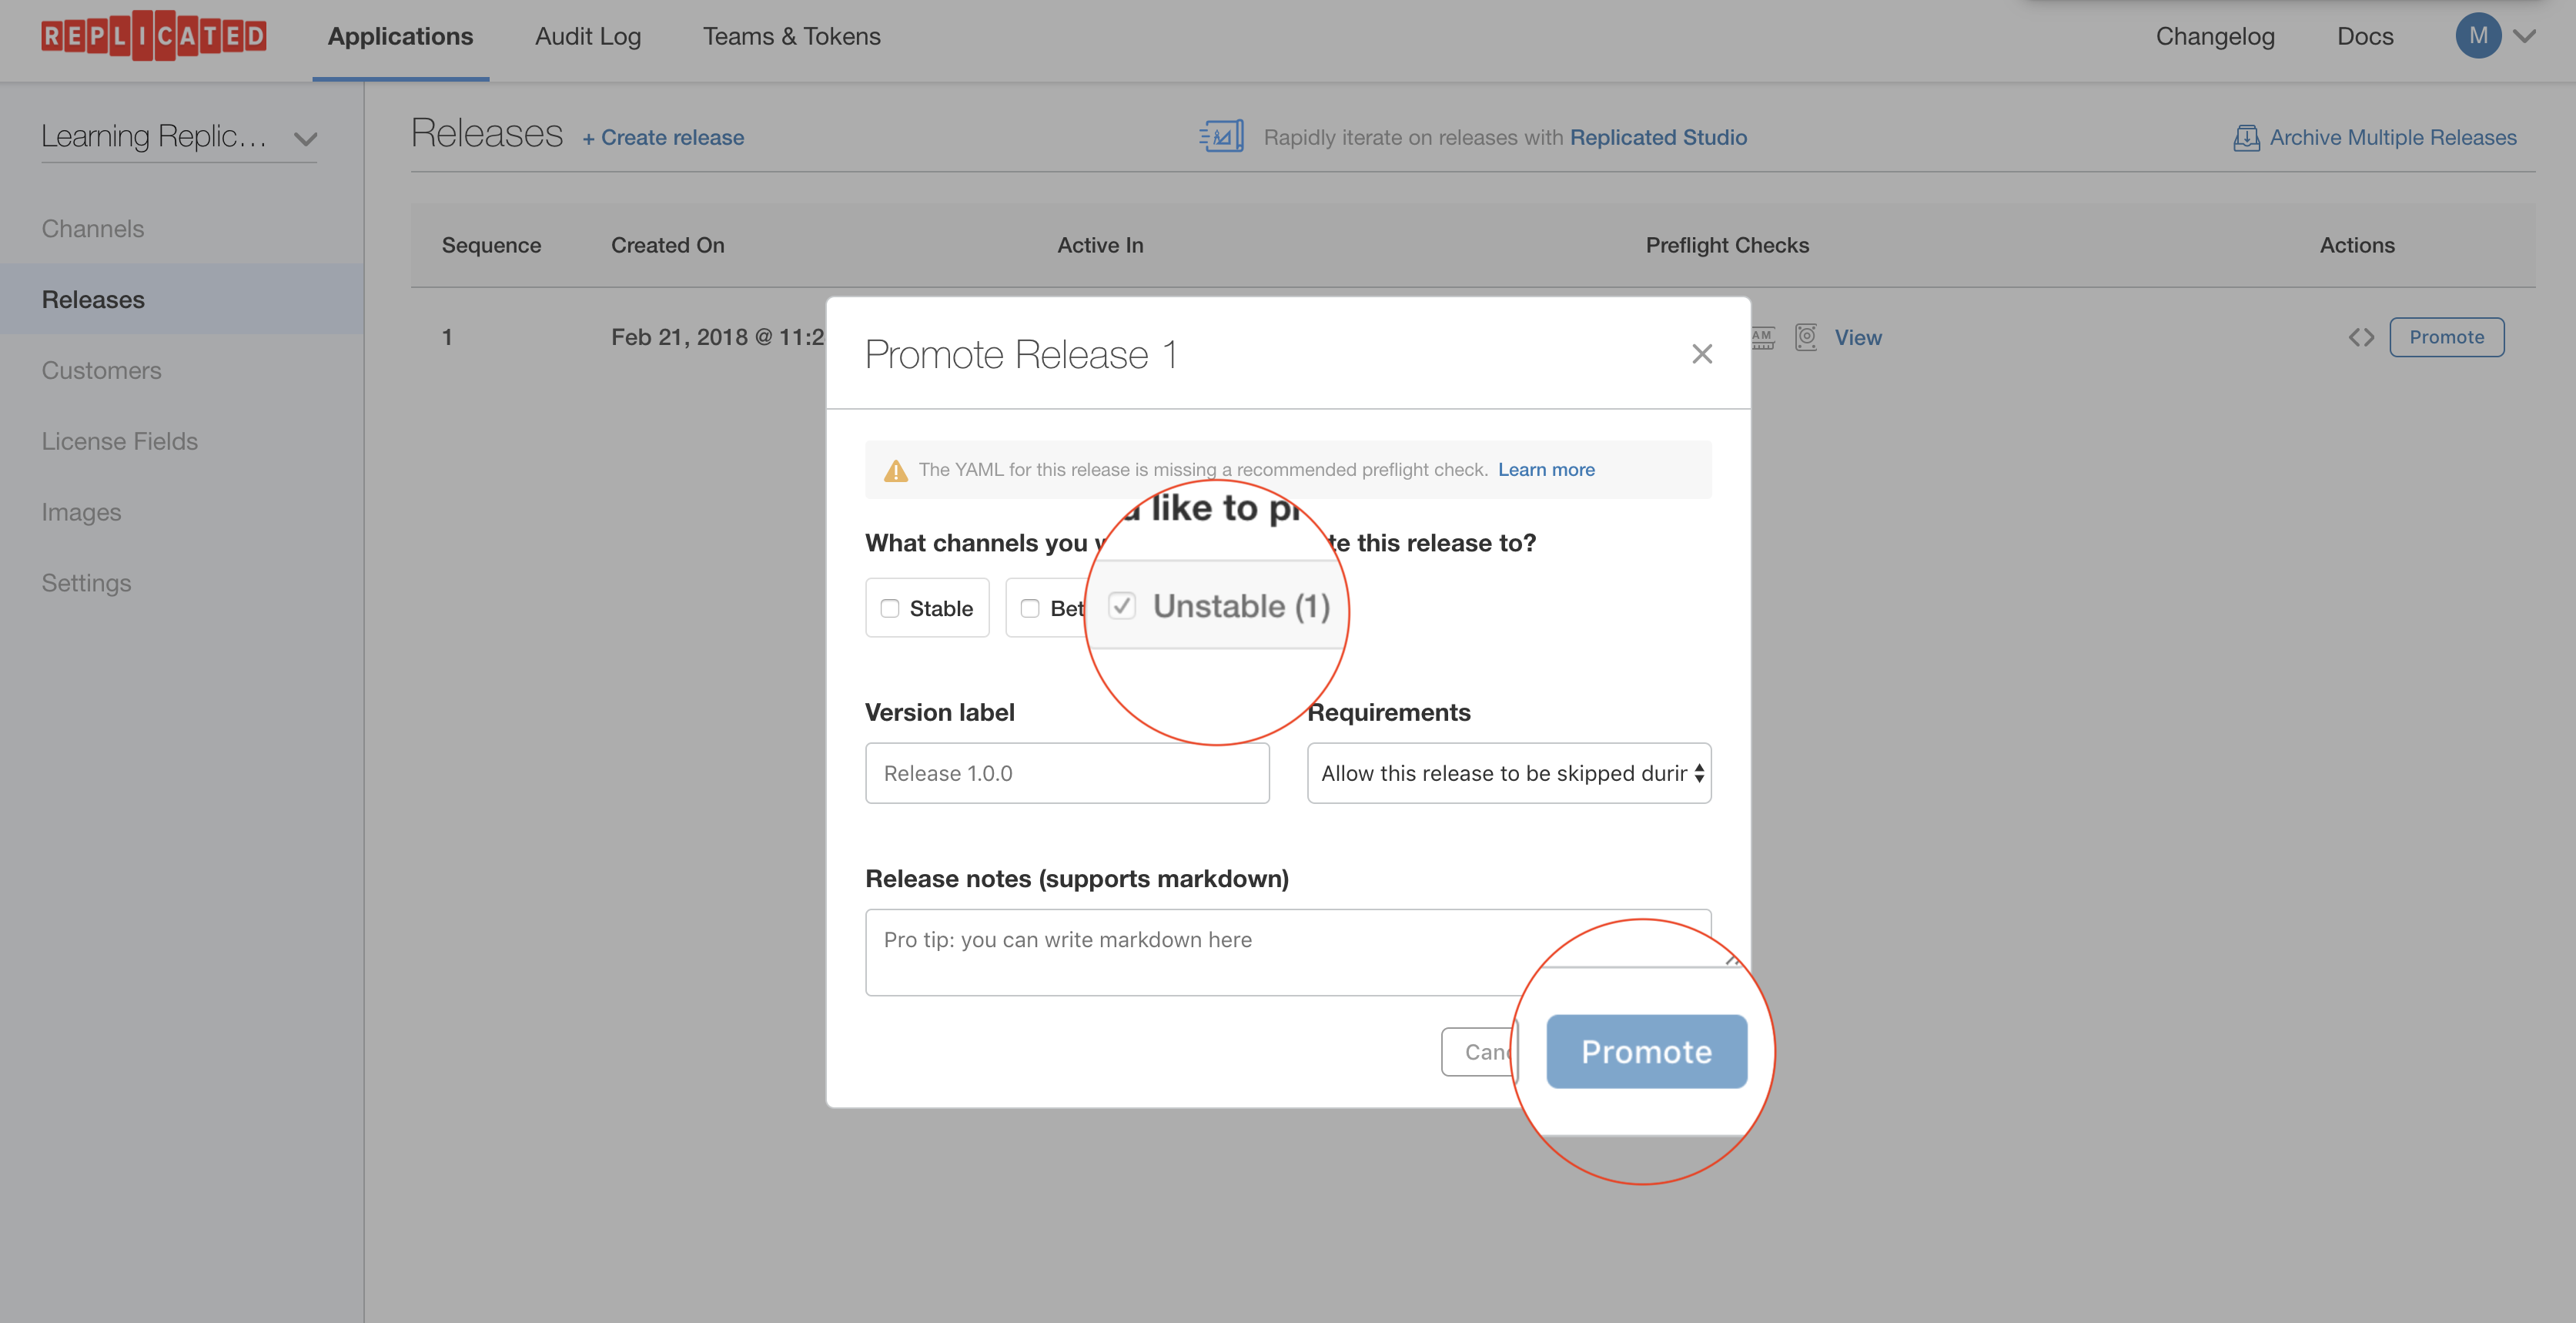 REPLICATED Applications Audit Log Teams & Tokens Changelog Docs M
Learning Replic...
Channels
Releases
Customers
License Fields
Images
Settings
Releases + Create release Rapidly iterate on releases with Replicated Studio Archive Multiple Releases
Sequence Created On Active In Preflight Checks Actions
1 Feb 21, 2018 @ 11:2 AM View <> Promote
Promote Release 1
The YAML for this release is missing a recommended preflight check. Learn more
like to pr
What channels you te this release to?
Stable Bet Unstable (1)
Version label Requirements
Release 1.0.0 Allow this release to be skipped durin
Release notes (supports markdown)
Pro tip: you can write markdown here
Canc Promote